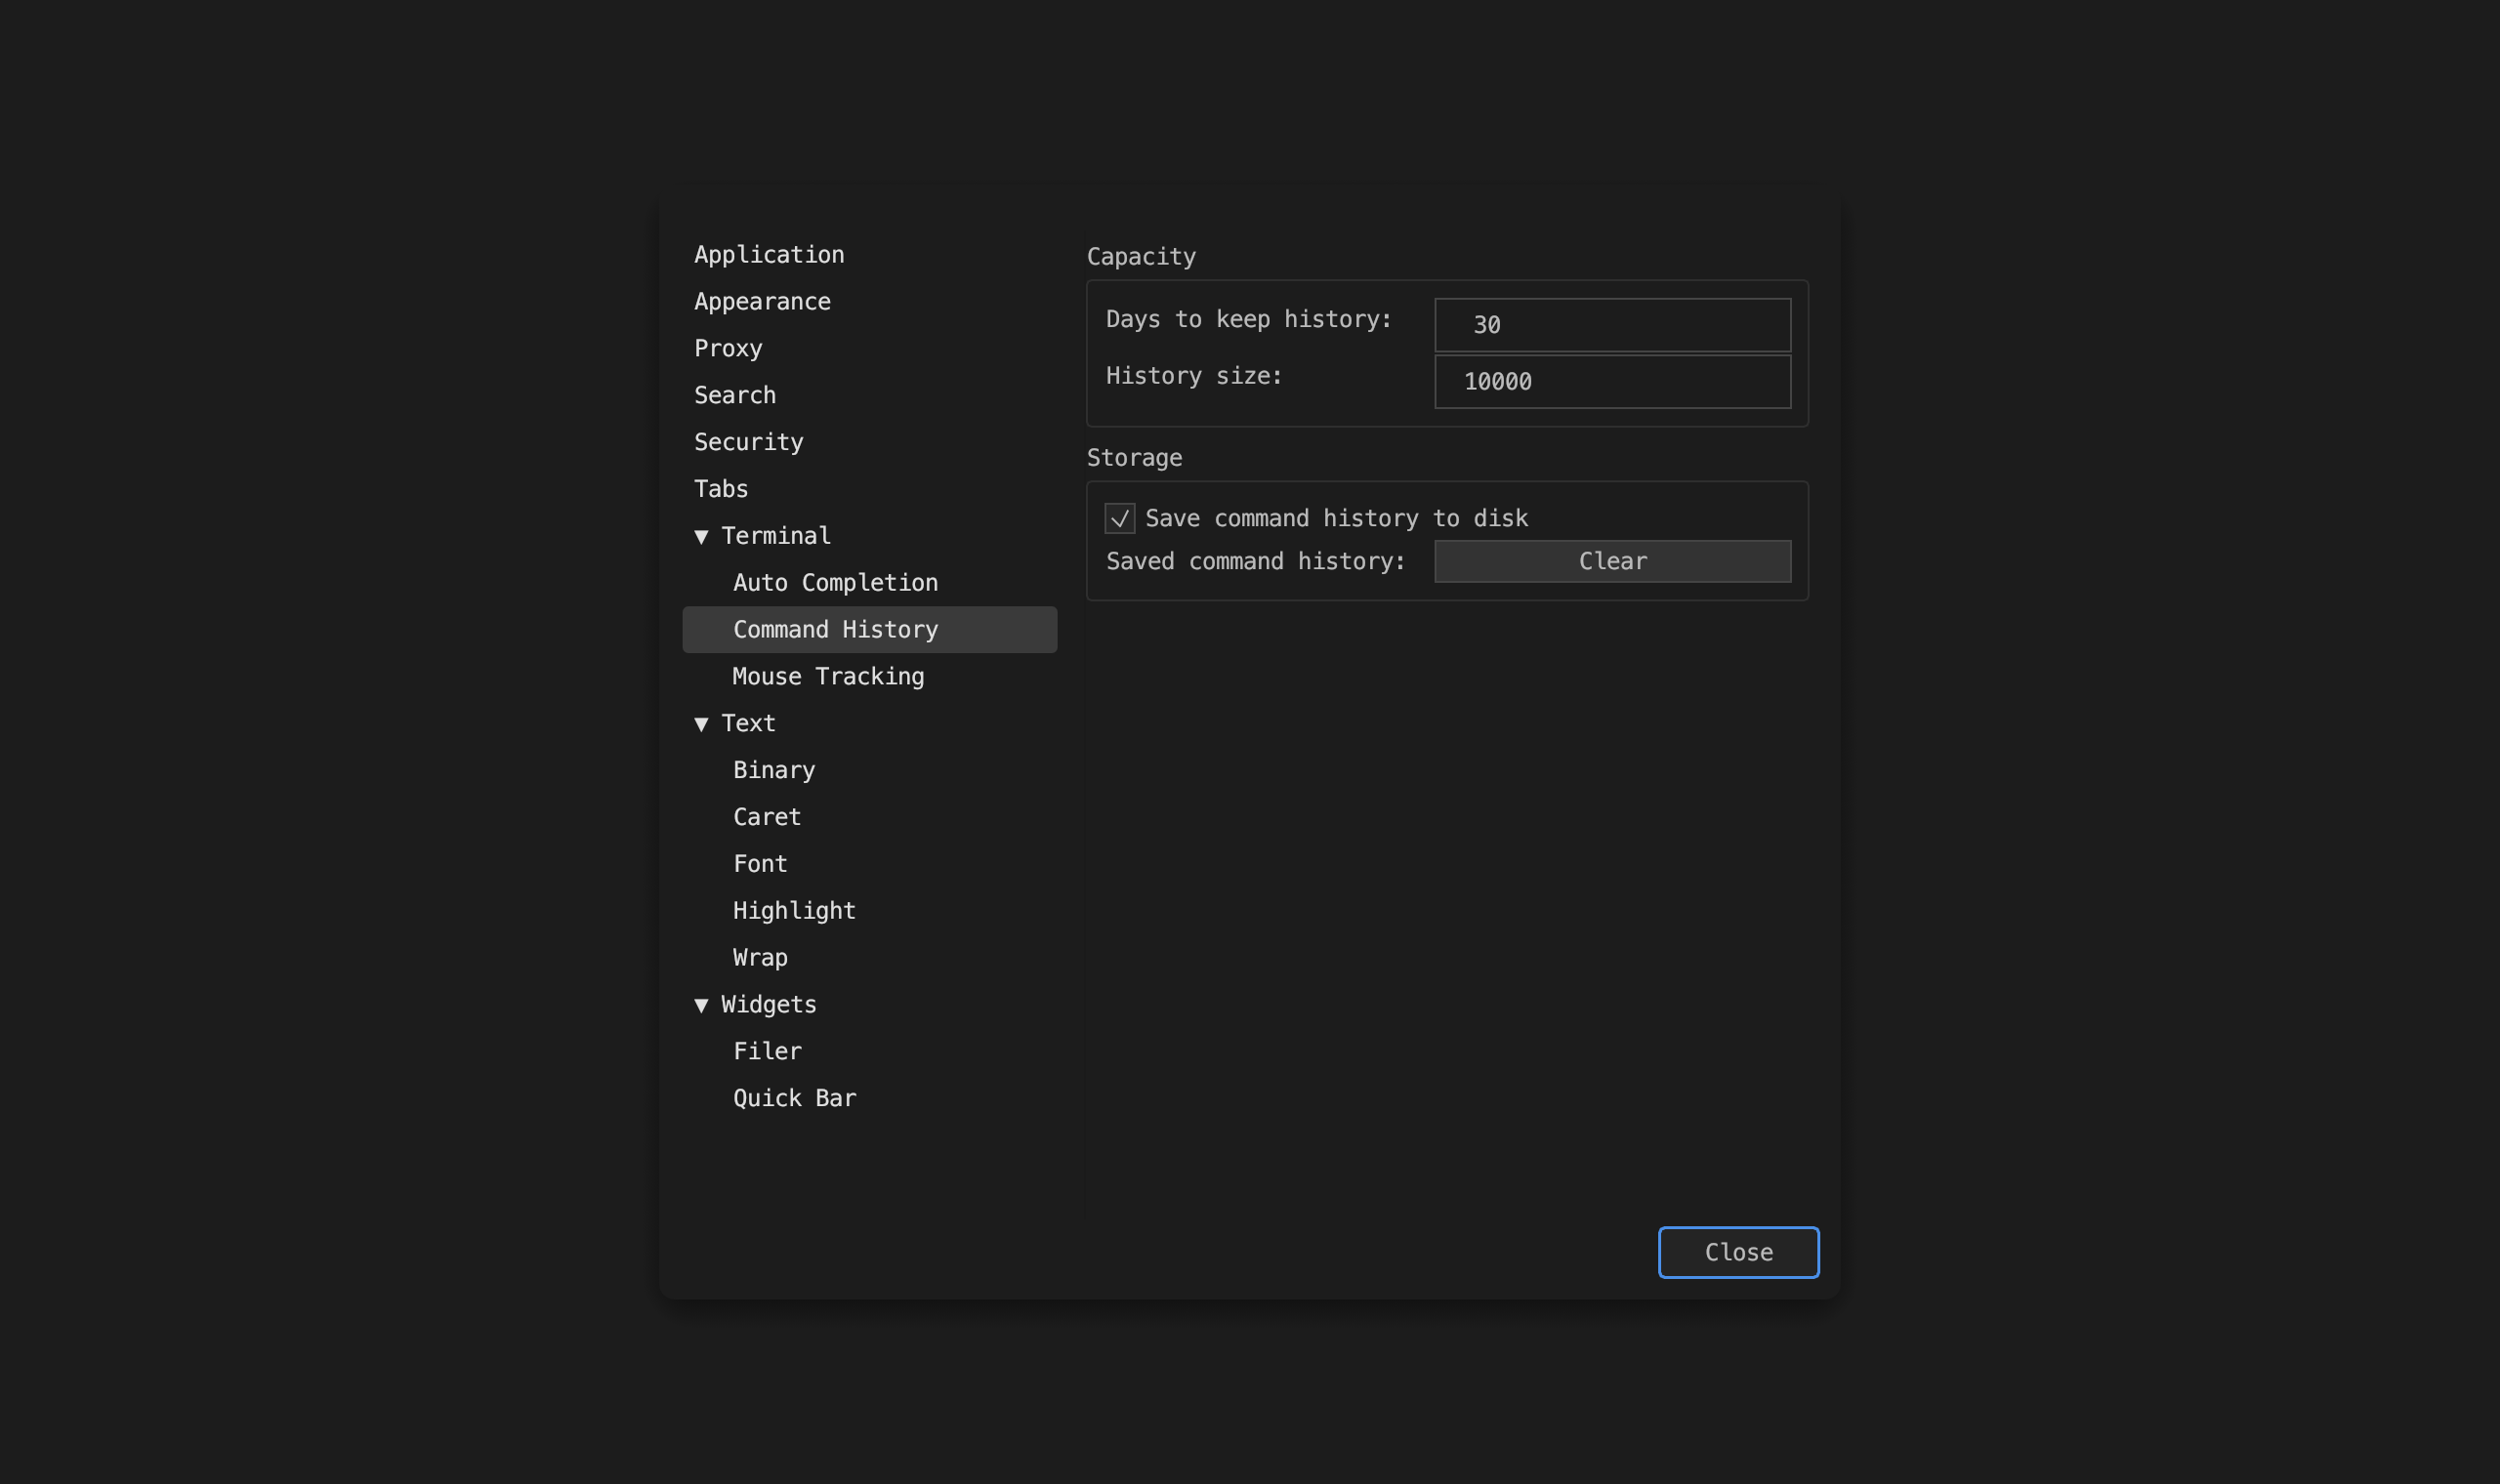 Application
Appearance
Proxy
Search
Security
Tabs
▼ Terminal
Auto Completion
Command History
Mouse Tracking
▼ Text
Binary
Caret
Font
Highlight
Wrap
▼ Widgets
Filer
Quick Bar
Capacity
Days to keep history: 30
History size: 10000
Storage
Save command history to disk
Saved command history: Clear
Close